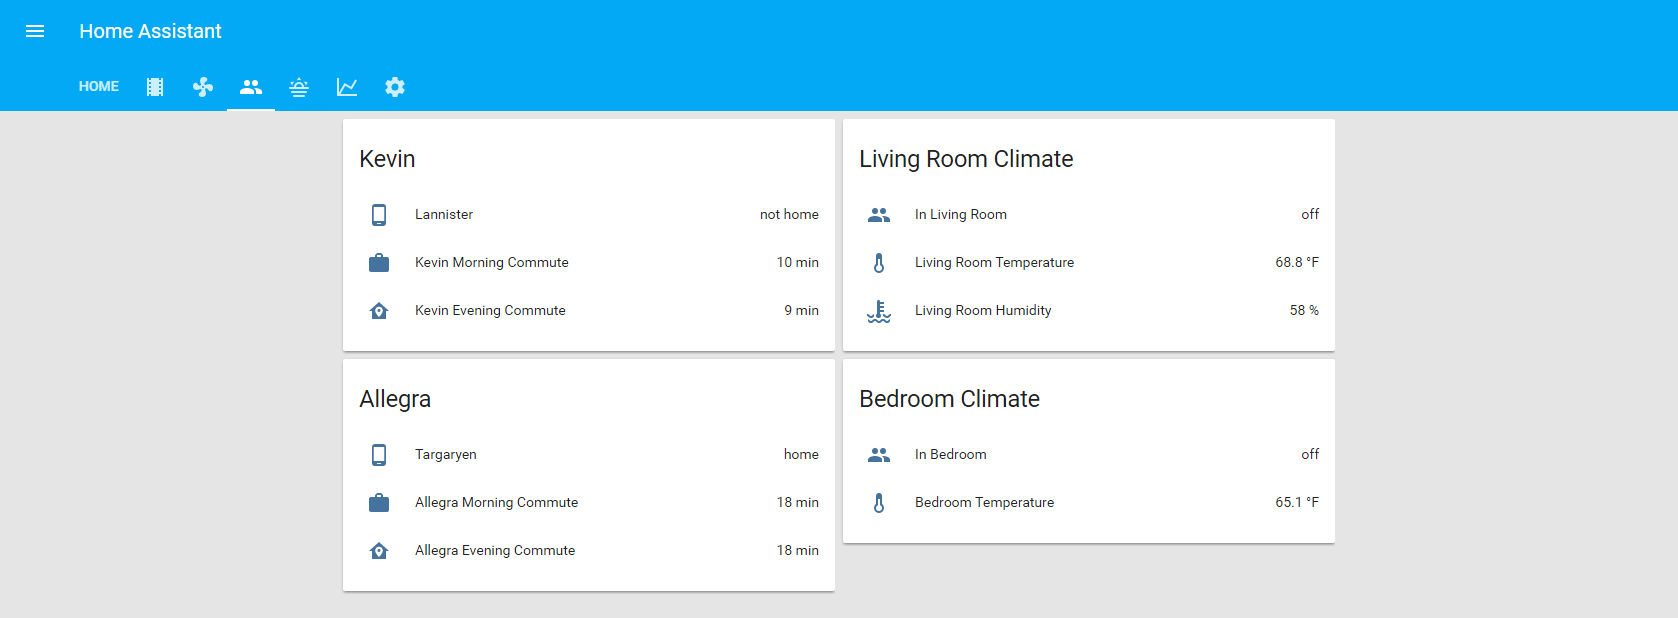 Home Assistant
HOME
Kevin
Lannister not home
Kevin Morning Commute 10 min
Kevin Evening Commute 9 min
Allegra
Targaryen home
Allegra Morning Commute 18 min
Allegra Evening Commute 18 min
Living Room Climate
In Living Room off
Living Room Temperature 68.8 °F
Living Room Humidity 58 %
Bedroom Climate
In Bedroom off
Bedroom Temperature 65.1 °F